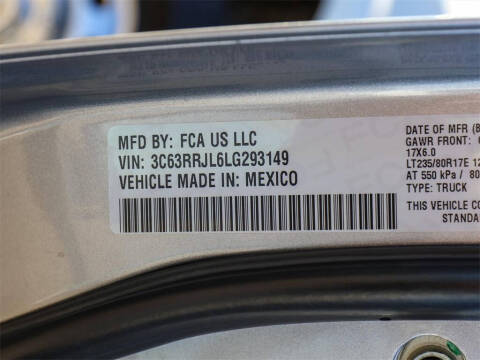 MFD BY: FCA US LLC
VIN: 3C63RRJL6LG293149
VEHICLE MADE IN: MEXICO
DATE OF MFR
GAWR FRONT:
17X6.0
LT235/80R17E
AT 550 kPa /
TYPE: TRUCK
THIS VEHICLE